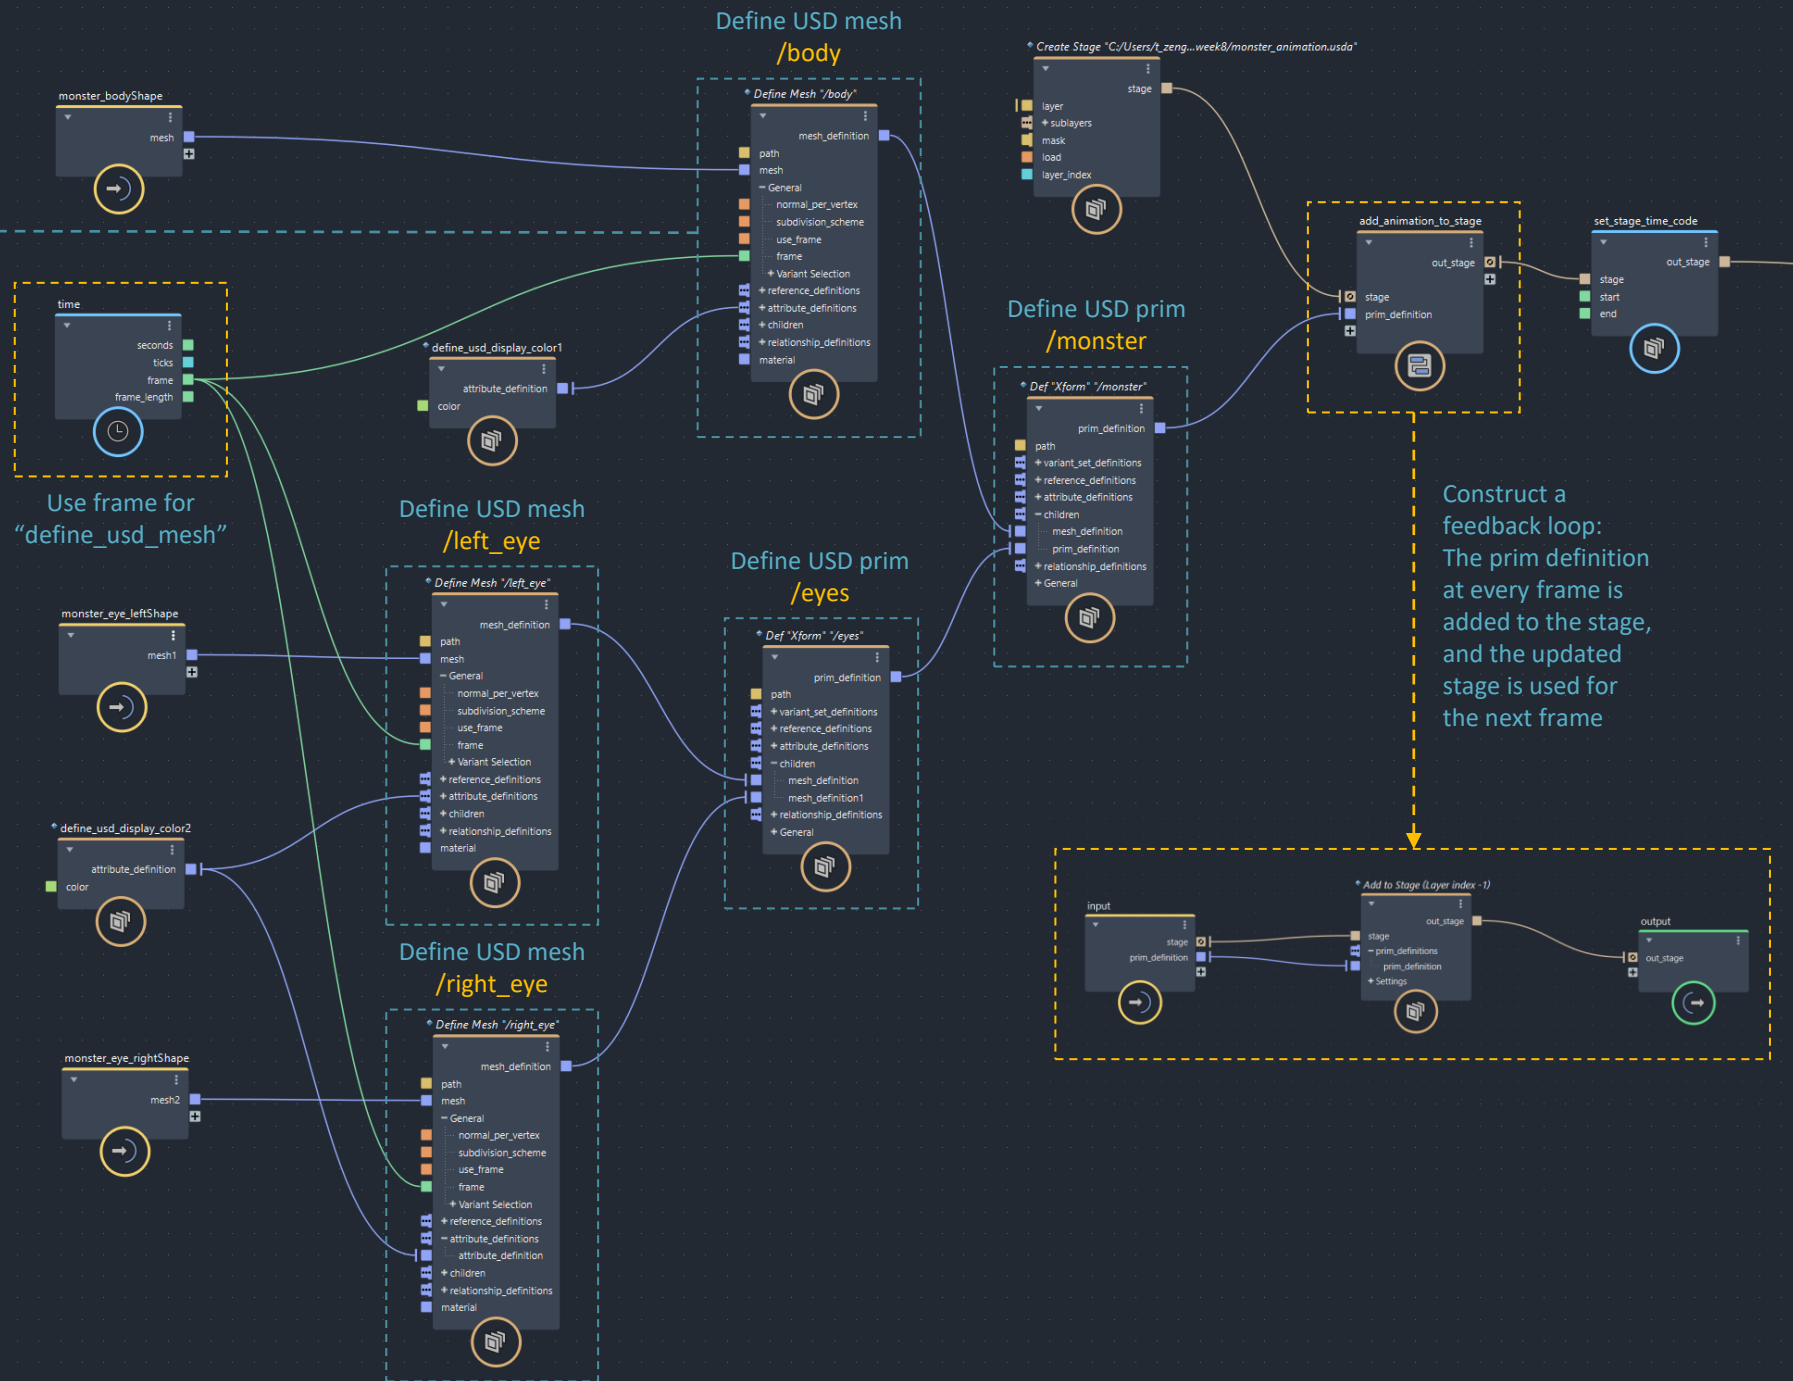 Define USD mesh
/body
Create Stage "C:/Users/t_zeng...week8/monster_animation.usda"
stage
layer
+ sublayers
mask
load
layer_index
monster_bodyShape
mesh
Define Mesh "/body"
mesh_definition
path
mesh
− General
normal_per_vertex
subdivision_scheme
use_frame
frame
+ Variant Selection
+ reference_definitions
+ attribute_definitions
+ children
+ relationship_definitions
material
add_animation_to_stage
out_stage
stage
prim_definition
set_stage_time_code
out_stage
stage
start
end
time
seconds
ticks
frame
frame_length
Use frame for
“define_usd_mesh”
define_usd_display_color1
attribute_definition
color
Define USD prim
/monster
Def "Xform" "/monster"
prim_definition
path
+ variant_set_definitions
+ reference_definitions
+ attribute_definitions
− children
mesh_definition
prim_definition
+ relationship_definitions
+ General
Construct a
feedback loop:
The prim definition
at every frame is
added to the stage,
and the updated
stage is used for
the next frame
Define USD mesh
/left_eye
Define Mesh "/left_eye"
mesh_definition
path
mesh
− General
normal_per_vertex
subdivision_scheme
use_frame
frame
+ Variant Selection
+ reference_definitions
+ attribute_definitions
+ children
+ relationship_definitions
material
monster_eye_leftShape
mesh1
Define USD prim
/eyes
Def "Xform" "/eyes"
prim_definition
path
+ variant_set_definitions
+ reference_definitions
+ attribute_definitions
− children
mesh_definition
mesh_definition1
+ relationship_definitions
+ General
define_usd_display_color2
attribute_definition
color
Define USD mesh
/right_eye
Define Mesh "/right_eye"
mesh_definition
path
mesh
− General
normal_per_vertex
subdivision_scheme
use_frame
frame
+ Variant Selection
+ reference_definitions
− attribute_definitions
attribute_definition
+ children
+ relationship_definitions
material
monster_eye_rightShape
mesh2
input
stage
prim_definition
Add to Stage (Layer index -1)
out_stage
stage
− prim_definitions
prim_definition
+ Settings
output
out_stage